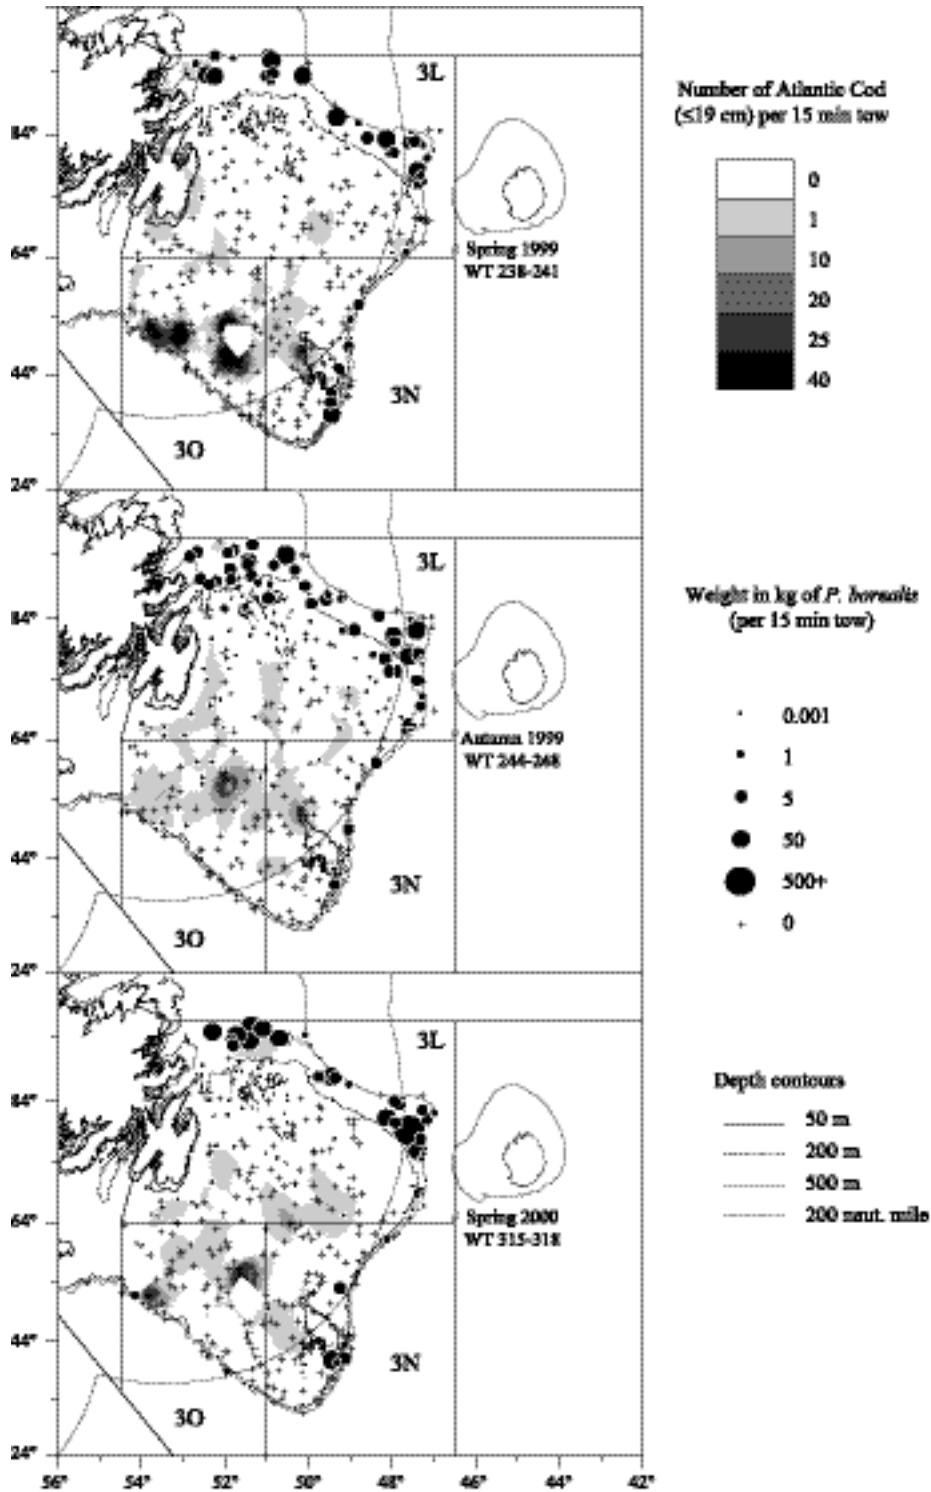 3L
Number of Atlantic Cod
(≤19 cm) per 15 min tow
84°
0
1
10
20
25
40
64°
Spring 1999
WT 238-241
44°
3N
3O
24°
3L
Weight in kg of P. borealis
(per 15 min tow)
84°
0.001
1
5
50
500+
0
64°
Autumn 1999
WT 244-248
44°
3N
3O
24°
3L
Depth contours
84°
50 m
200 m
500 m
200 naut. mile
64°
Spring 2000
WT 315-318
44°
3N
3O
24°
56°
54°
52°
50°
48°
46°
44°
42°